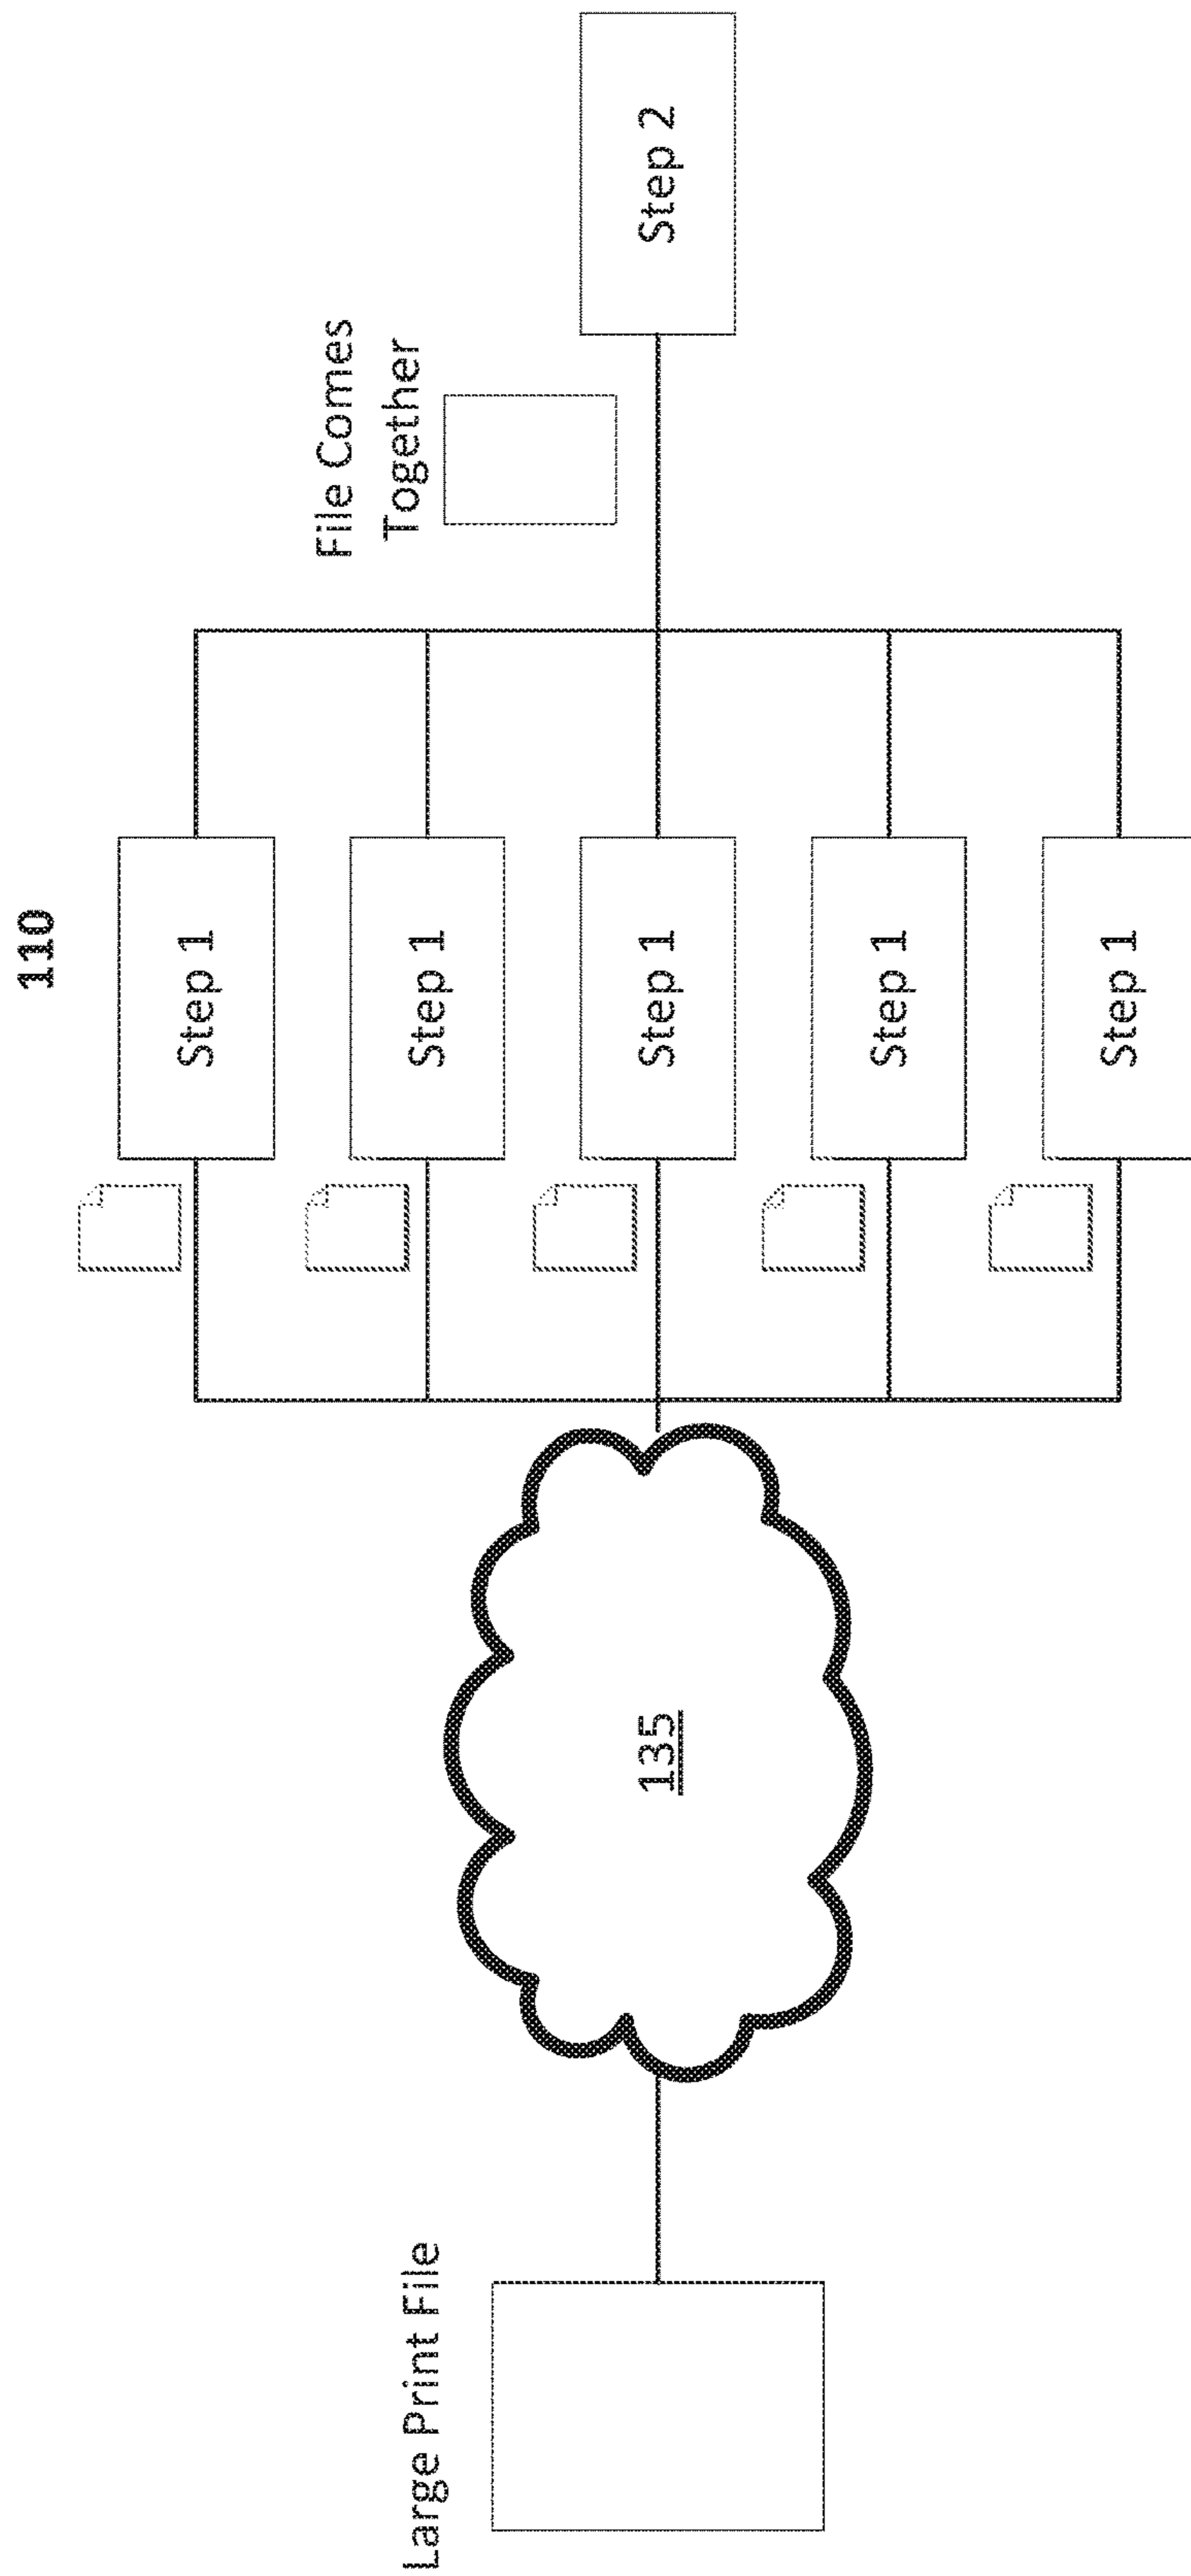 110
Large Print File
135
Step 1
Step 1
Step 1
Step 1
Step 1
File Comes
Together
Step 2